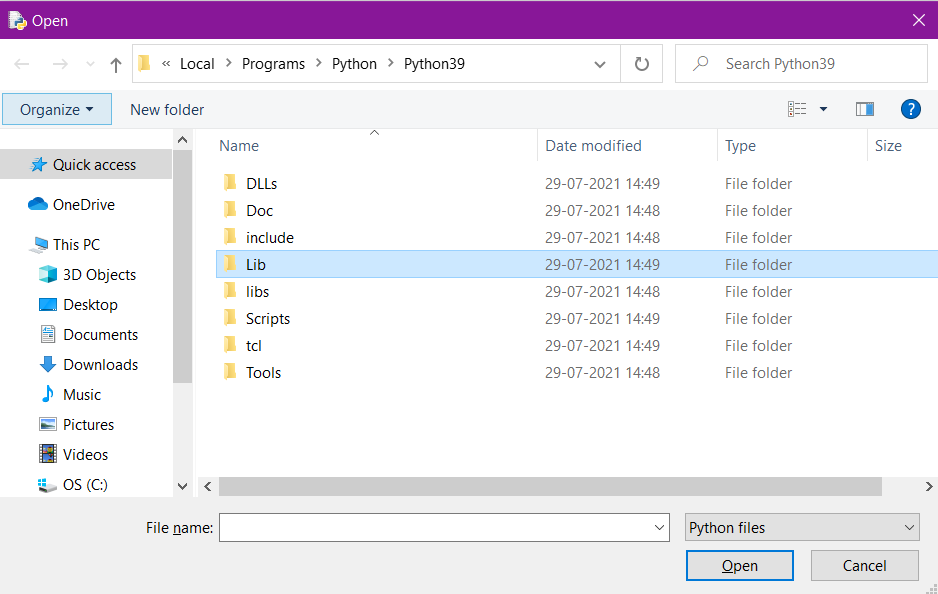 Open
« Local > Programs > Python > Python39
Search Python39
Organize
New folder
?
Name Date modified Type Size
Quick access
OneDrive
This PC
3D Objects
Desktop
Documents
Downloads
Music
Pictures
Videos
OS (C:)
DLLs 29-07-2021 14:49 File folder
Doc 29-07-2021 14:48 File folder
include 29-07-2021 14:48 File folder
Lib 29-07-2021 14:49 File folder
libs 29-07-2021 14:48 File folder
Scripts 29-07-2021 14:49 File folder
tcl 29-07-2021 14:49 File folder
Tools 29-07-2021 14:48 File folder
File name:
Python files
Open
Cancel